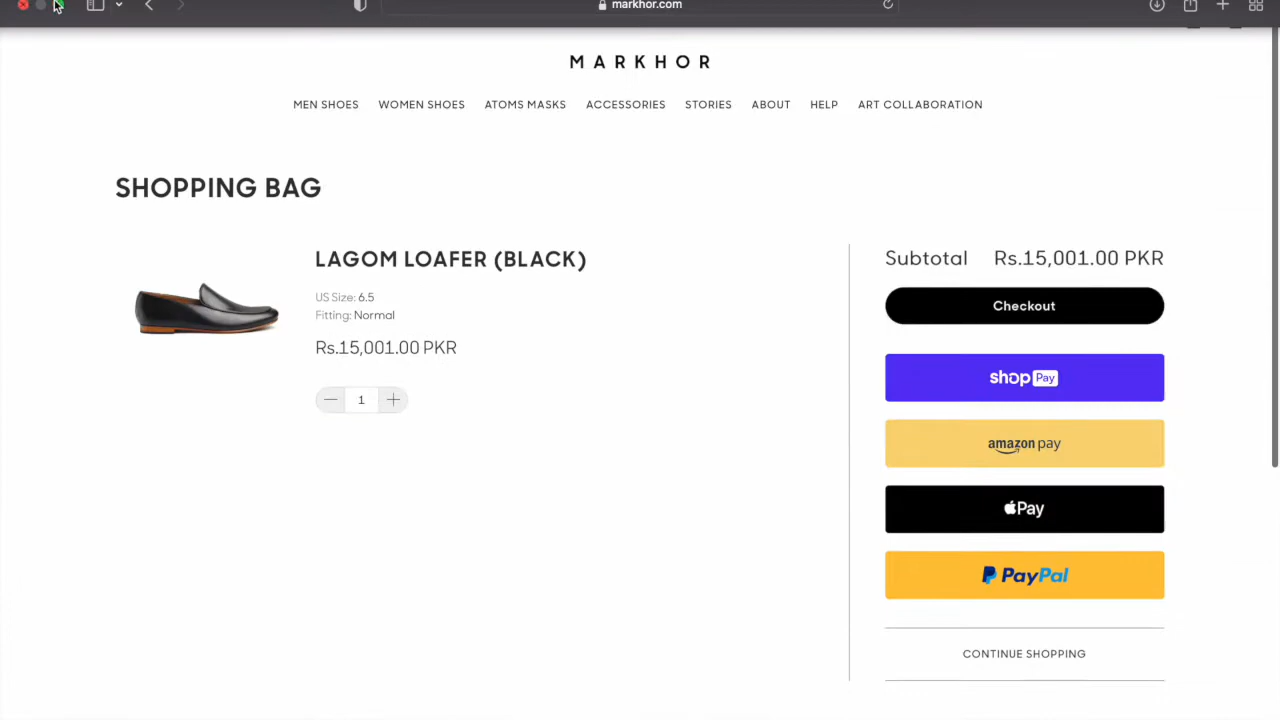 markhor.com
MARKHOR
MEN SHOES WOMEN SHOES ATOMS MASKS ACCESSORIES STORIES ABOUT HELP ART COLLABORATION
SHOPPING BAG
LAGOM LOAFER (BLACK)
US Size: 6.5
Fitting: Normal
Rs.15,001.00 PKR
1
Subtotal Rs.15,001.00 PKR
Checkout
shop Pay
amazon pay
Pay
PayPal
CONTINUE SHOPPING